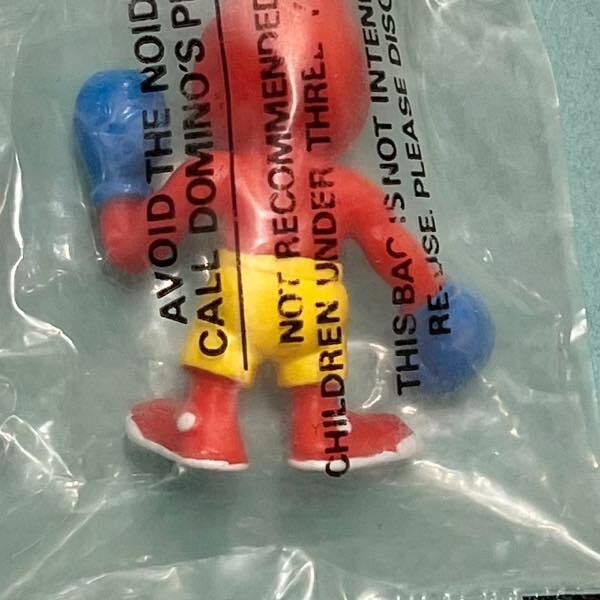 AVOID THE NOID
CALL DOMINO'S
NOT RECOMMENDED
CHILDREN UNDER THREE
THIS BAG IS NOT
RE-USE. PLEASE